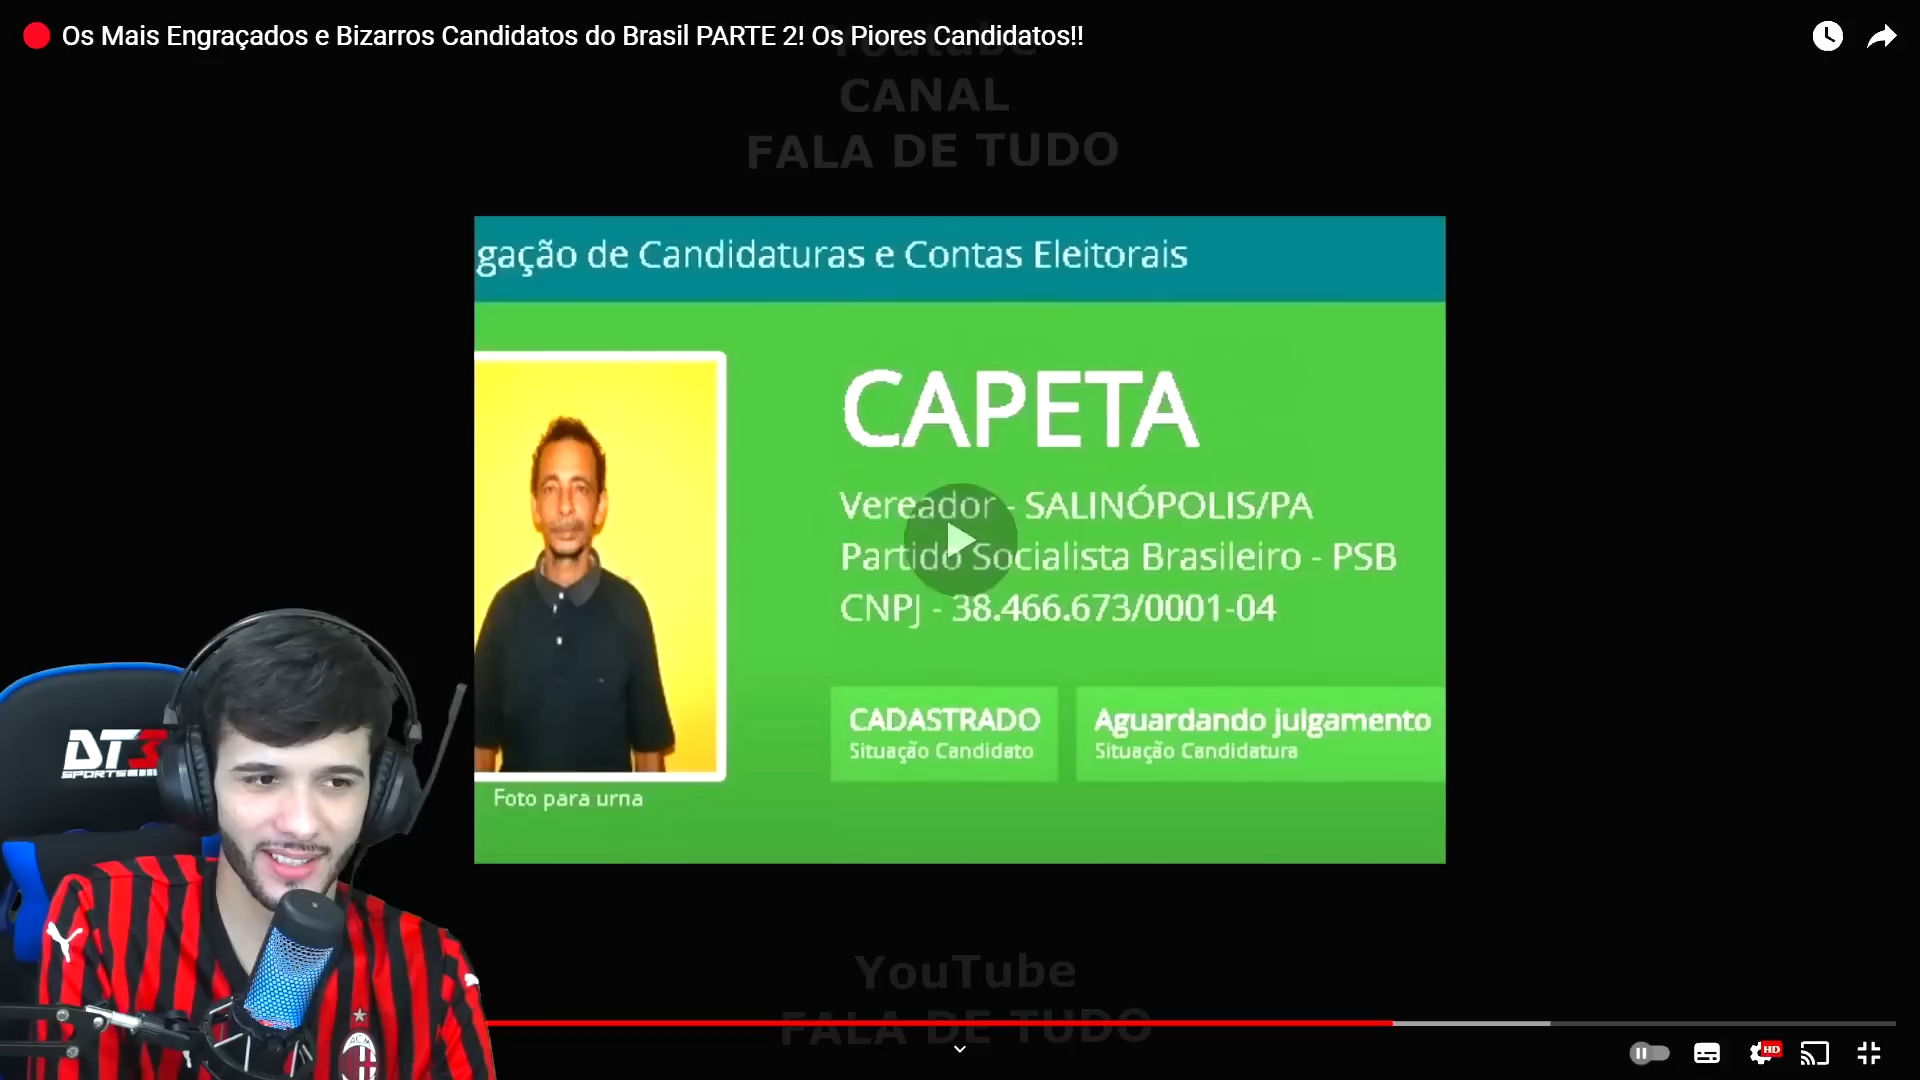 Os Mais Engraçados e Bizarros Candidatos do Brasil PARTE 2! Os Piores Candidatos!!
Youtube
CANAL
FALA DE TUDO
gação de Candidaturas e Contas Eleitorais
CAPETA
Vereador - SALINÓPOLIS/PA
Partido Socialista Brasileiro - PSB
CNPJ - 38.466.673/0001-04
CADASTRADO
Situação Candidato
Aguardando julgamento
Situação Candidatura
Foto para urna
DT3
SPORTS
ACM
YouTube
FALA DE TUDO
HD